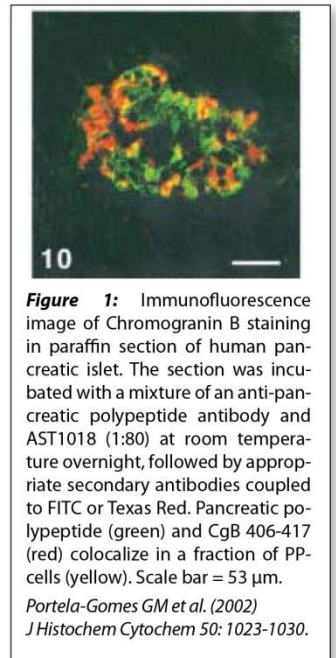 10
Figure 1: Immunofluorescence
image of Chromogranin B staining
in paraffin section of human pan-
creatic islet. The section was incu-
bated with a mixture of an anti-pan-
creatic polypeptide antibody and
AST1018 (1:80) at room tempera-
ture overnight, followed by approp-
riate secondary antibodies coupled
to FITC or Texas Red. Pancreatic po-
lypeptide (green) and CgB 406-417
(red) colocalize in a fraction of PP-
cells (yellow). Scale bar = 53 μm.
Portela-Gomes GM et al. (2002)
J Histochem Cytochem 50: 1023-1030.